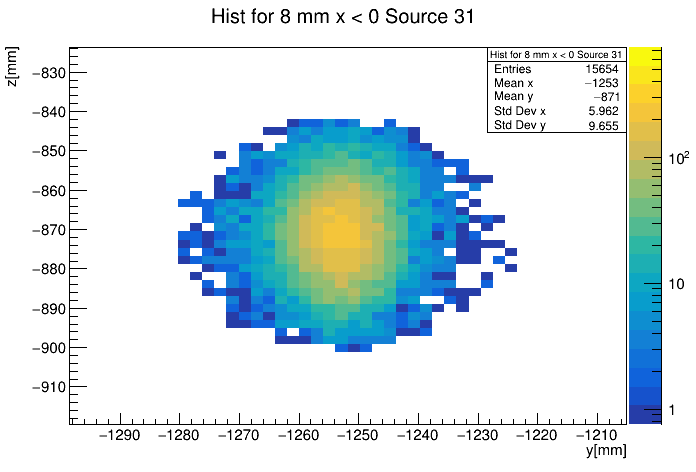 Hist for 8 mm x < 0 Source 31
z[mm]
Hist for 8 mm x < 0 Source 31
Entries 15654
Mean x −1253
Mean y −871
Std Dev x 5.962
Std Dev y 9.655
−830
−840
−850
−860
−870
−880
−890
−900
−910
10²
10
1
−1290 −1280 −1270 −1260 −1250 −1240 −1230 −1220 −1210
y[mm]